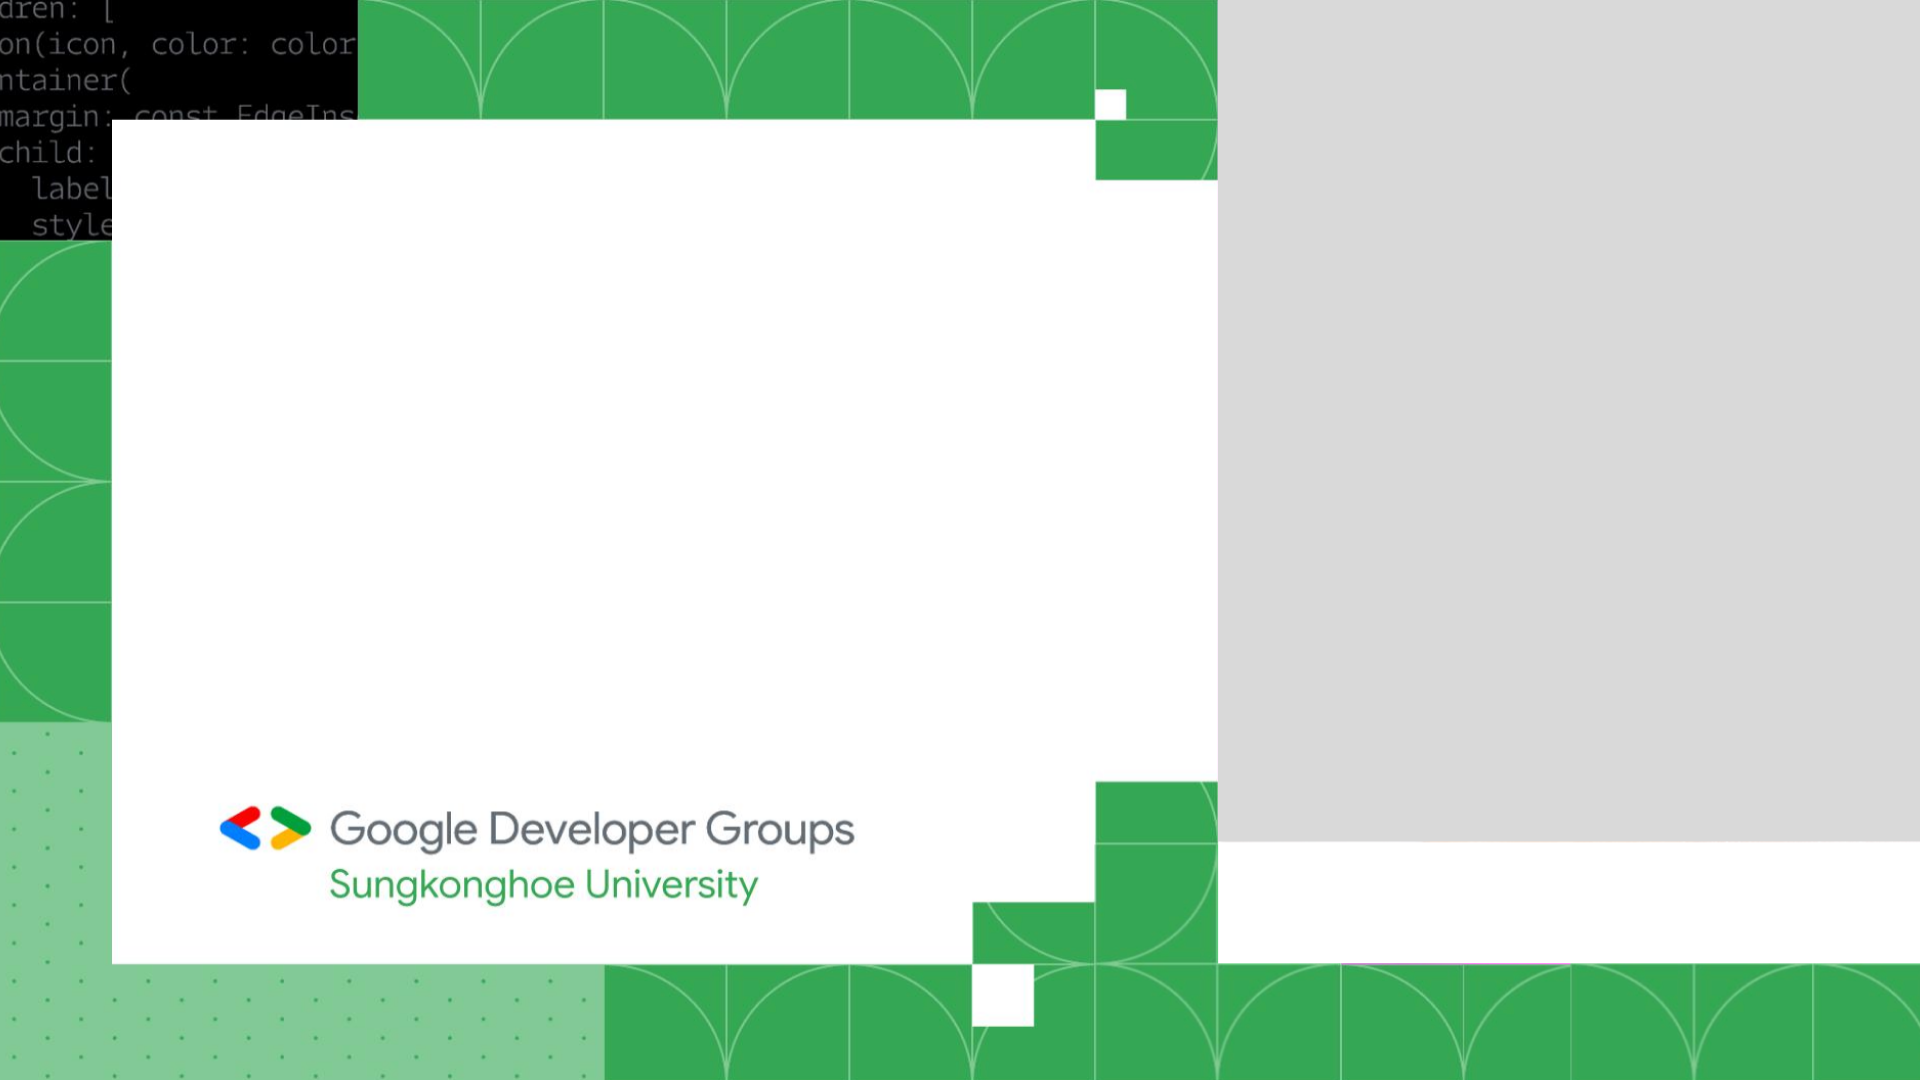 dren: [
on(icon, color: color
ntainer(
margin: const EdgeIns
child:
label
style
Google Developer Groups
Sungkonghoe University